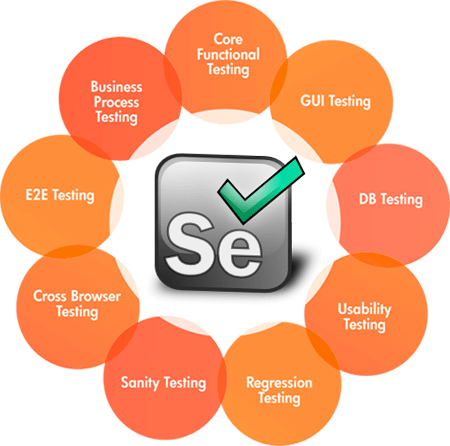 Core
Functional
Testing
GUI Testing
DB Testing
Usability
Testing
Regression
Testing
Sanity Testing
Cross Browser
Testing
E2E Testing
Business
Process
Testing
Se